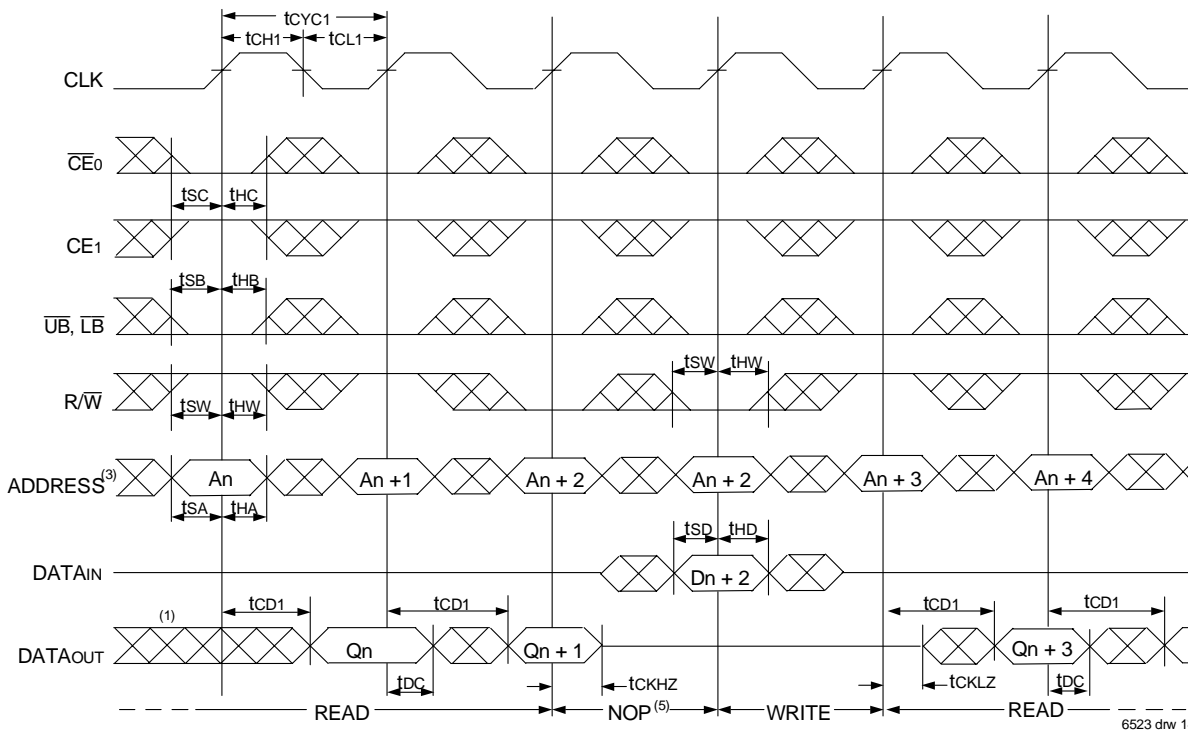 tCYC1
tCH1 tCL1
CLK
CE0
tSC tHC
CE1
tSB tHB
UB, LB
tSW tHW
R/W
tSW tHW
ADDRESS(3) An An +1 An + 2 An + 2 An + 3 An + 4
tSA tHA
tSD tHD
DATAIN Dn + 2
tCD1 tCD1 tCD1 tCD1
(1)
DATAOUT Qn Qn + 1 Qn + 3
tDC tCKHZ tCKLZ tDC
READ NOP(5) WRITE READ
6523 drw 1